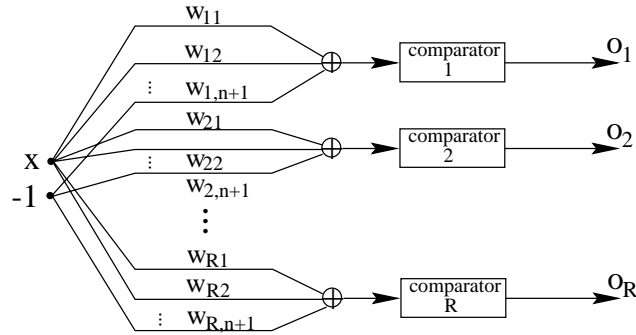 w11
w12
w1,n+1
comparator 1
o1
w21
w22
w2,n+1
comparator 2
o2
x
-1
wR1
wR2
wR,n+1
comparator R
oR